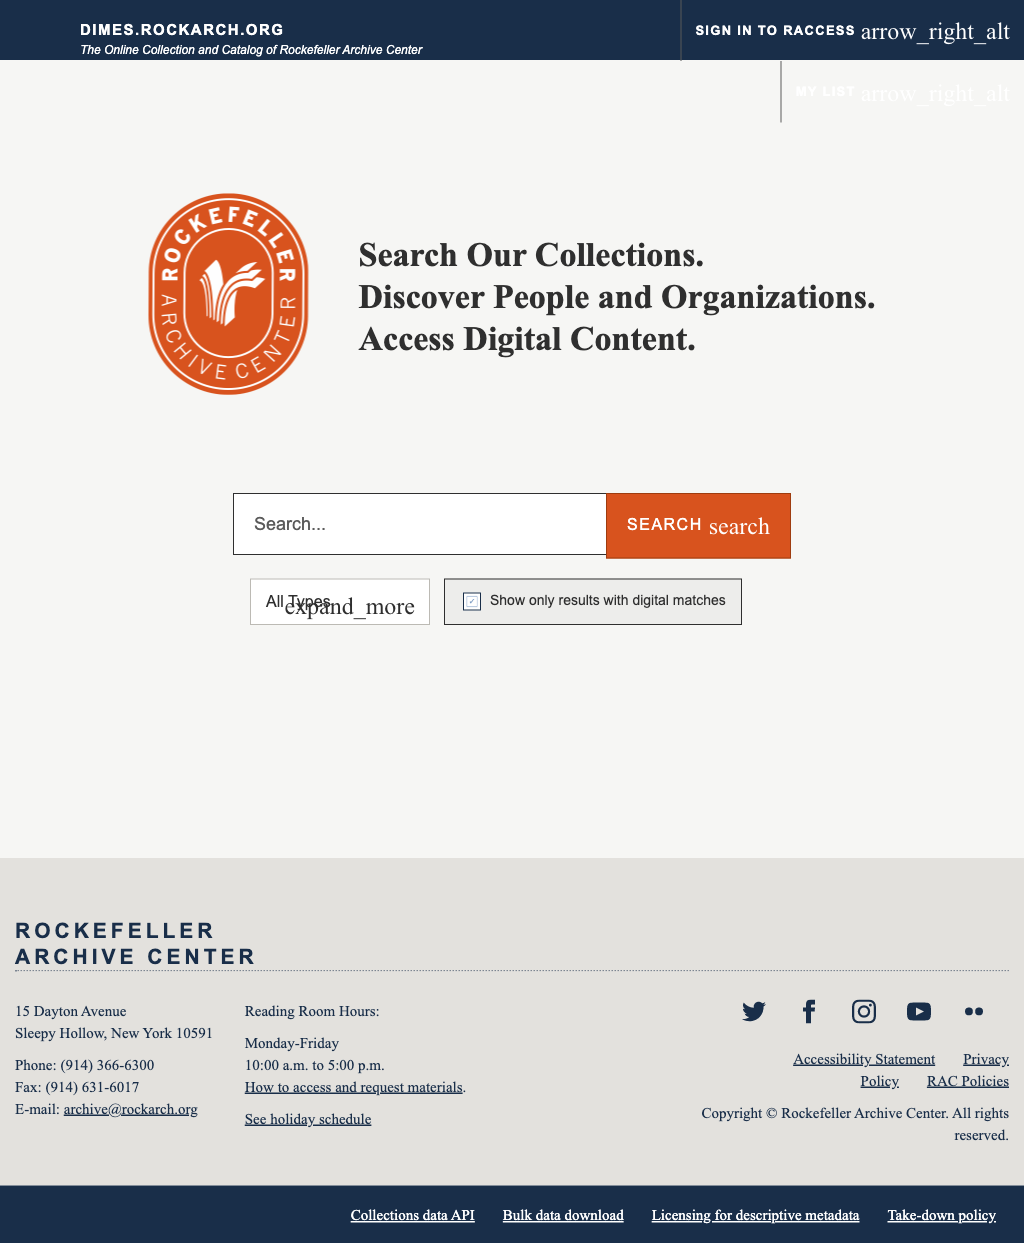 DIMES.ROCKARCH.ORG
The Online Collection and Catalog of Rockefeller Archive Center
SIGN IN TO RACCESS arrow_right_alt
MY LIST arrow_right_alt
ROCKEFELLER
ARCHIVE CENTER
Search Our Collections.
Discover People and Organizations.
Access Digital Content.
Search...
SEARCH search
All Types
expand_more
Show only results with digital matches
ROCKEFELLER
ARCHIVE CENTER
15 Dayton Avenue
Sleepy Hollow, New York 10591
Phone: (914) 366-6300
Fax: (914) 631-6017
E-mail: archive@rockarch.org
Reading Room Hours:
Monday-Friday
10:00 a.m. to 5:00 p.m.
How to access and request materials.
See holiday schedule
Accessibility Statement Privacy
Policy RAC Policies
Copyright © Rockefeller Archive Center. All rights
reserved.
Collections data API Bulk data download Licensing for descriptive metadata Take-down policy